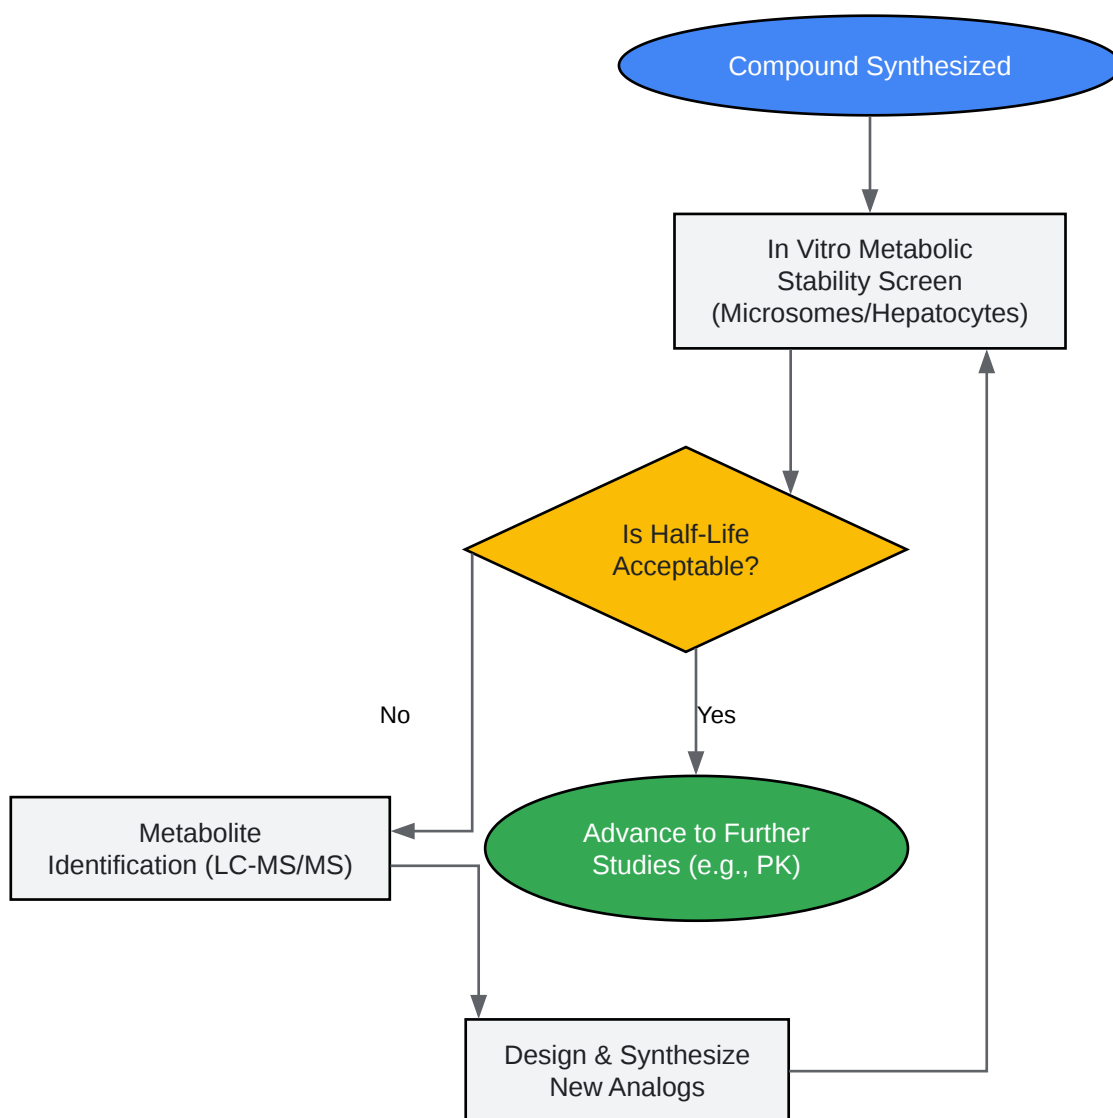 Compound Synthesized
In Vitro Metabolic
Stability Screen
(Microsomes/Hepatocytes)
Is Half-Life
Acceptable?
No
Yes
Metabolite
Identification (LC-MS/MS)
Advance to Further
Studies (e.g., PK)
Design & Synthesize
New Analogs